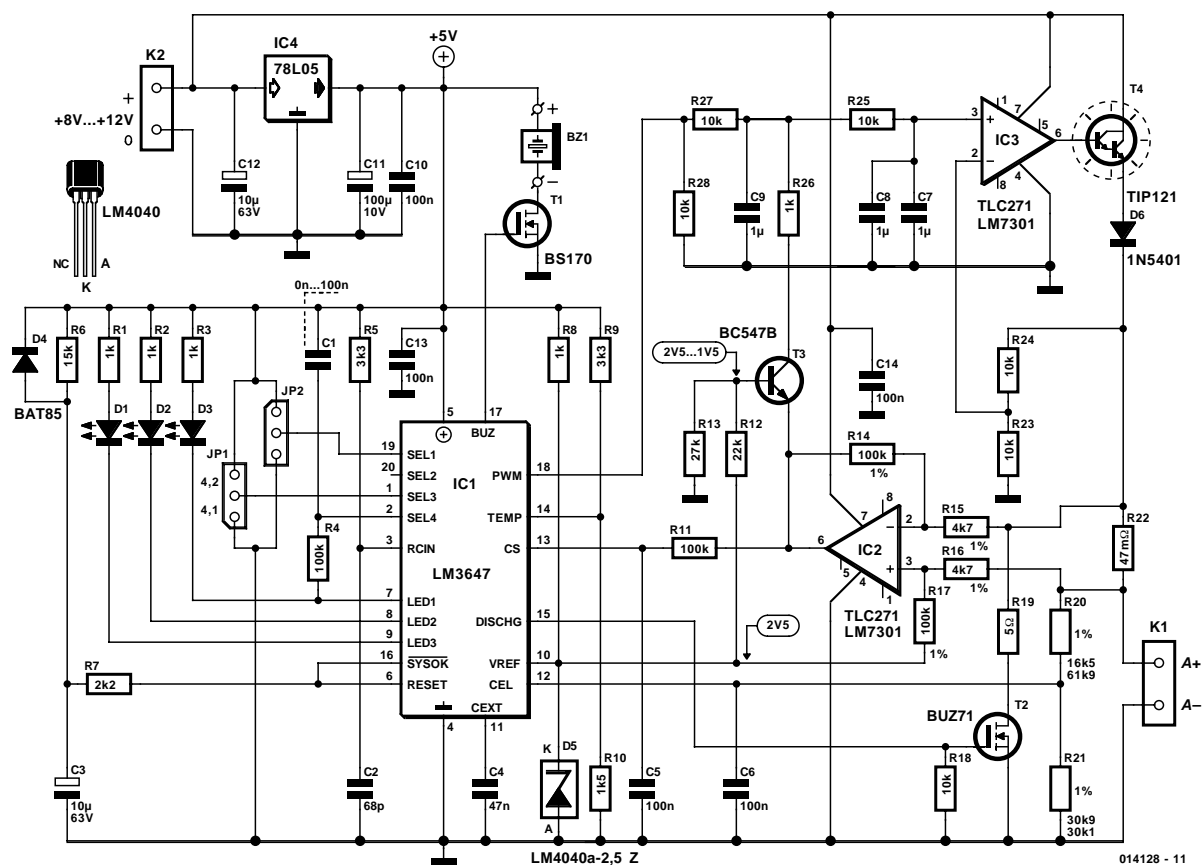 +5V
K2
IC4
78L05
+
+8V...+12V
0
C12
10µ
63V
C11
100µ
10V
C10
100n
+
BZ1
−
T1
BS170
LM4040
NC
A
K
R27
10k
R25
10k
R28
10k
C9
1µ
R26
1k
C8
1µ
C7
1µ
3
+
2
−
1
7
5
6
4
8
IC3
TLC271
LM7301
T4
TIP121
D6
1N5401
D4
BAT85
R6
15k
R1
1k
R2
1k
R3
1k
0n...100n
C1
R5
3k3
C13
100n
R8
1k
R9
3k3
D1
D2
D3
JP2
JP1
4,2
4,1
BC547B
2V5...1V5
T3
R13
27k
R12
22k
C14
100n
R24
10k
R23
10k
5
17
BUZ
19
SEL1
20
SEL2
1
SEL3
2
SEL4
3
RCIN
7
LED1
8
LED2
9
LED3
16
SYSOK
6
RESET
IC1
LM3647
18
PWM
14
TEMP
13
CS
15
DISCHG
10
VREF
12
CEL
CEXT
4
11
R4
100k
R7
2k2
R11
100k
R14
100k
1%
R15
4k7
1%
R16
4k7
1%
R17
100k
1%
6
7
8
2
−
3
+
5
4
1
IC2
TLC271
LM7301
2V5
R22
47mΩ
R19
5Ω
R20
1%
16k5
61k9
K1
A+
A−
BUZ71
T2
R18
10k
R21
1%
30k9
30k1
C3
10µ
63V
C2
68p
C4
47n
K
D5
A
R10
1k5
C5
100n
C6
100n
LM4040a-2,5 Z
014128 - 11